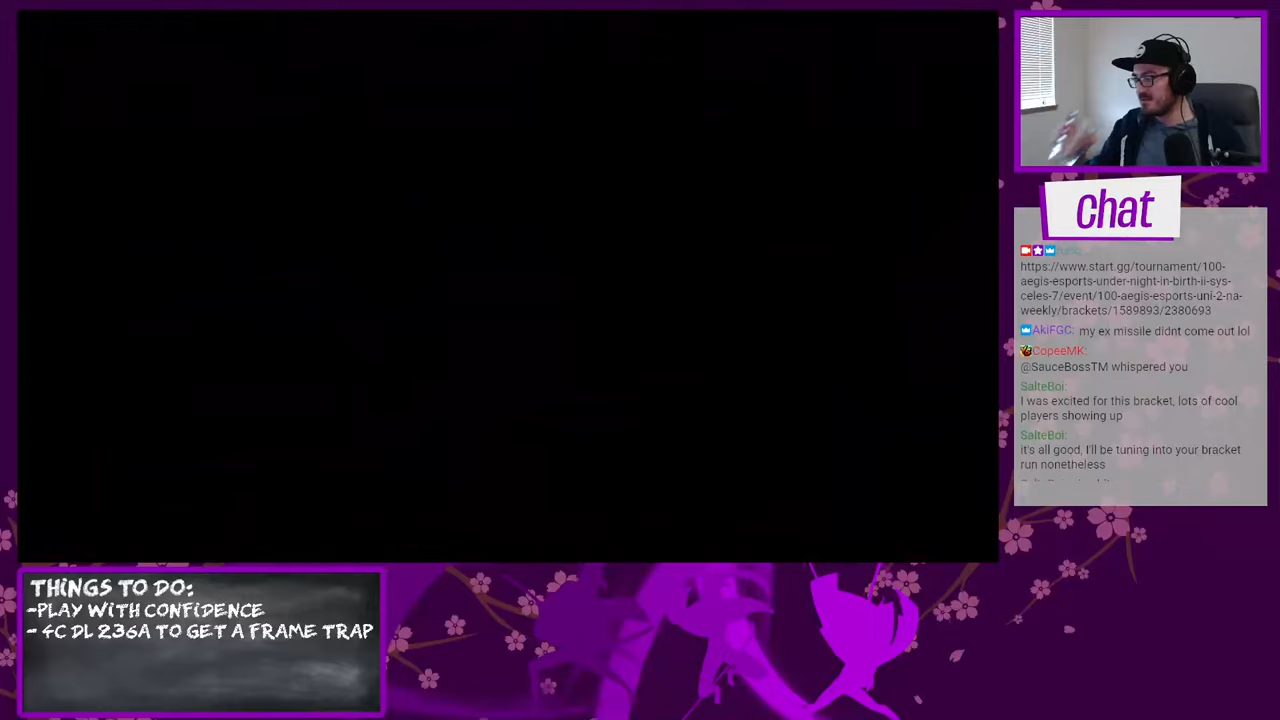 Chat
https://www.start.gg/tournament/100-
aegis-esports-under-night-in-birth-ii-sys-
celes-7/event/100-aegis-esports-uni-2-na-
weekly/brackets/1589893/2380693
AkiFGC: my ex missile didnt come out lol
CopeeMK:
@SauceBossTM whispered you
SalteBoi:
I was excited for this bracket, lots of cool
players showing up
SalteBoi:
it's all good, I'll be tuning into your bracket
run nonetheless
THINGS TO DO:
-PLAY WITH CONFIDENCE
- 4C DL 236A TO GET A FRAME TRAP